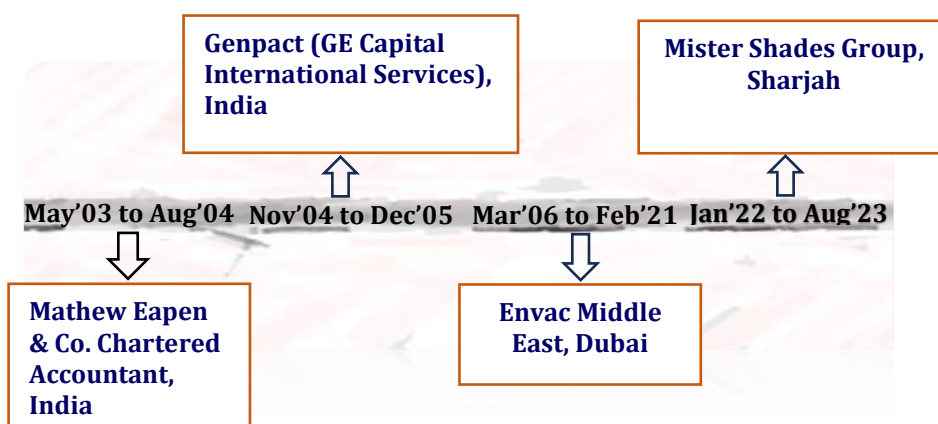 Genpact (GE Capital
International Services),
India
Mister Shades Group,
Sharjah
May’03 to Aug’04 Nov’04 to Dec’05 Mar’06 to Feb’21 Jan’22 to Aug’23
Mathew Eapen
& Co. Chartered
Accountant,
India
Envac Middle
East, Dubai